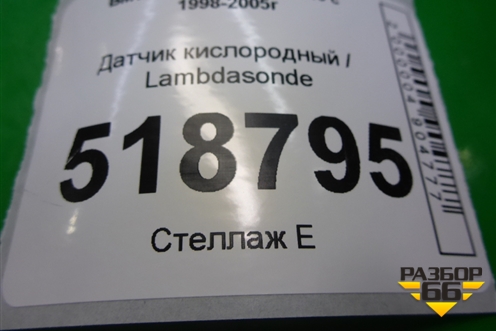 1998-2005г
Датчик кислородный /
Lambdasonde
518795
Стеллаж Е
РАЗБОР
66